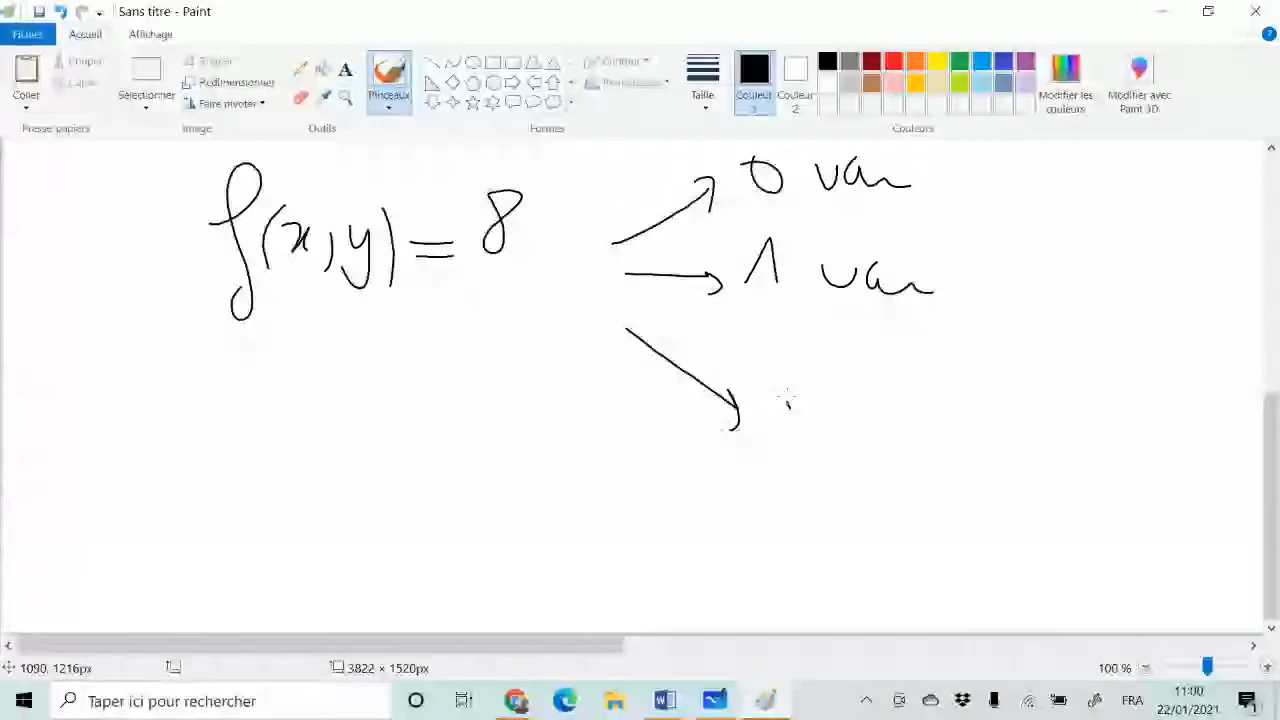 Sans titre - Paint
Fichier Accueil Affichage
Coller
Couper
Copier
Presse papiers
Sélectionner
Rogner
Redimensionner
Faire pivoter
Image
Outils
Pinceaux
Contour
Remplissage
Formes
Taille
Couleur 1
Couleur 2
Modifier les couleurs
Modifier avec Paint 3D
Couleurs
f(x,y) = 8
0 var
1 var
1090, 1216px
3822 × 1520px
100 %
Taper ici pour rechercher
FRA
11:00
22/01/2021